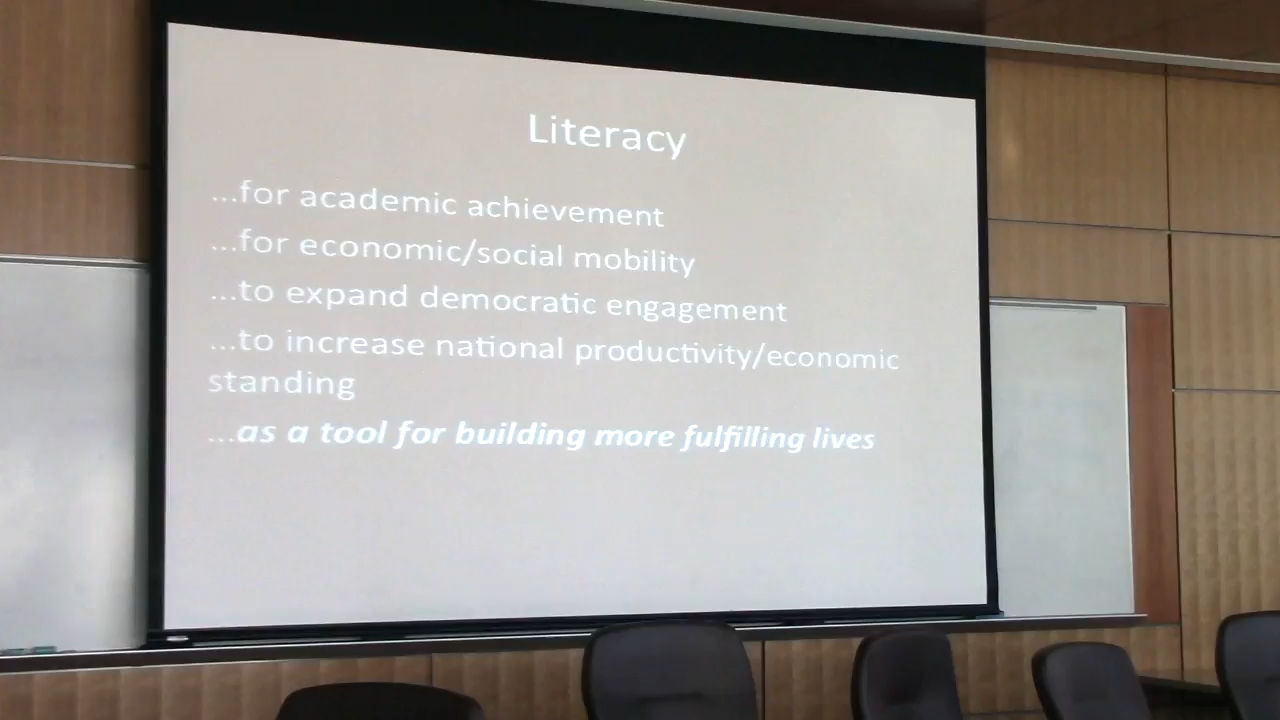 Literacy
...for academic achievement
...for economic/social mobility
...to expand democratic engagement
...to increase national productivity/economic
standing
...as a tool for building more fulfilling lives